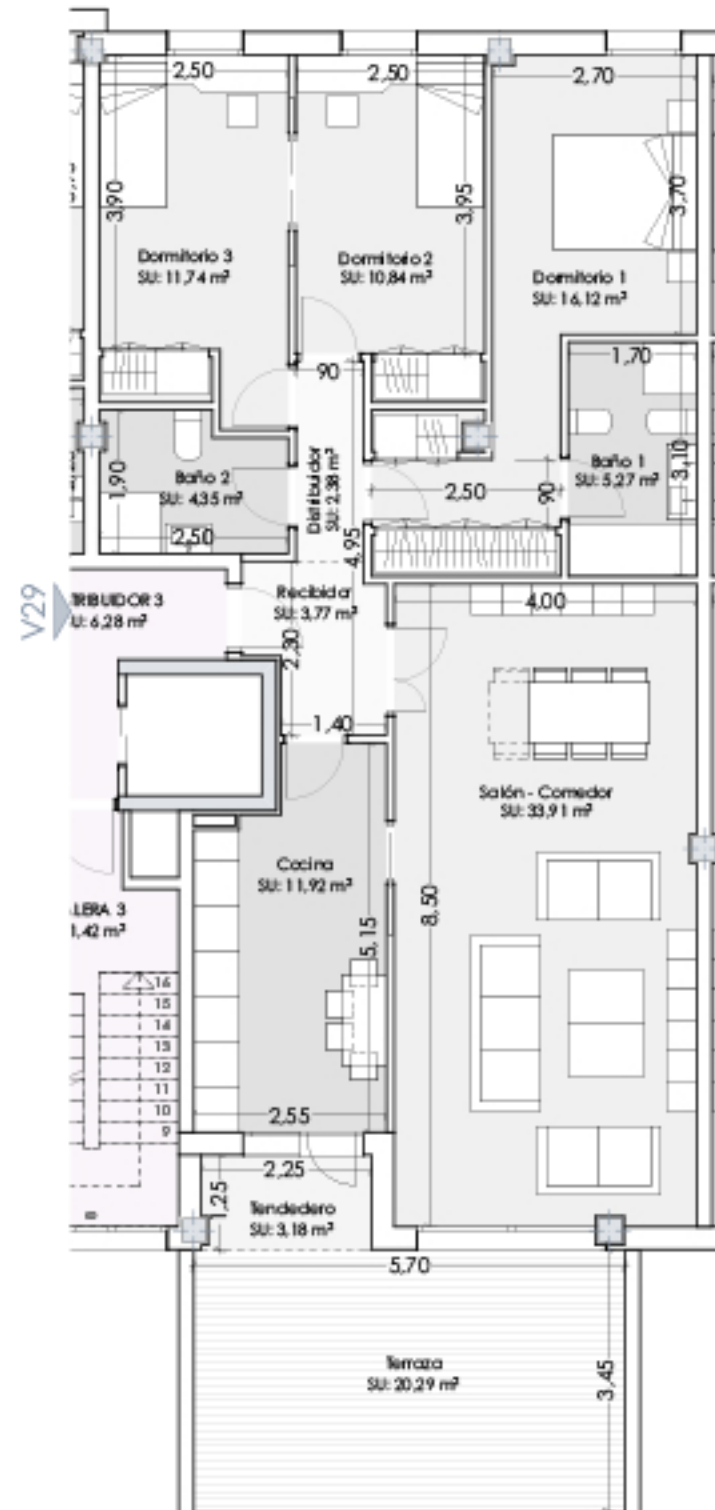 2,50
2,50
2,70
3,90
3,95
3,70
Dormitorio 3
SU: 11,74 m²
Dormitorio 2
SU: 10,84 m²
Dormitorio 1
SU: 16,12 m²
90
1,70
Baño 2
SU: 4,35 m²
1,90
2,50
Distribuidor
SU: 2,38 m²
4,95
2,50
90
Baño 1
SU: 5,27 m²
3,10
V29
TRIBUIDOR 3
U: 6,28 m²
Recibidor
SU: 3,77 m²
2,30
1,40
4,00
Salón - Comedor
SU: 33,91 m²
8,50
Cocina
SU: 11,92 m²
5,15
2,55
LERA 3
1,42 m²
16
15
14
13
12
11
10
9
2,25
1,25
Tendedero
SU: 3,18 m²
5,70
Terraza
SU: 20,29 m²
3,45